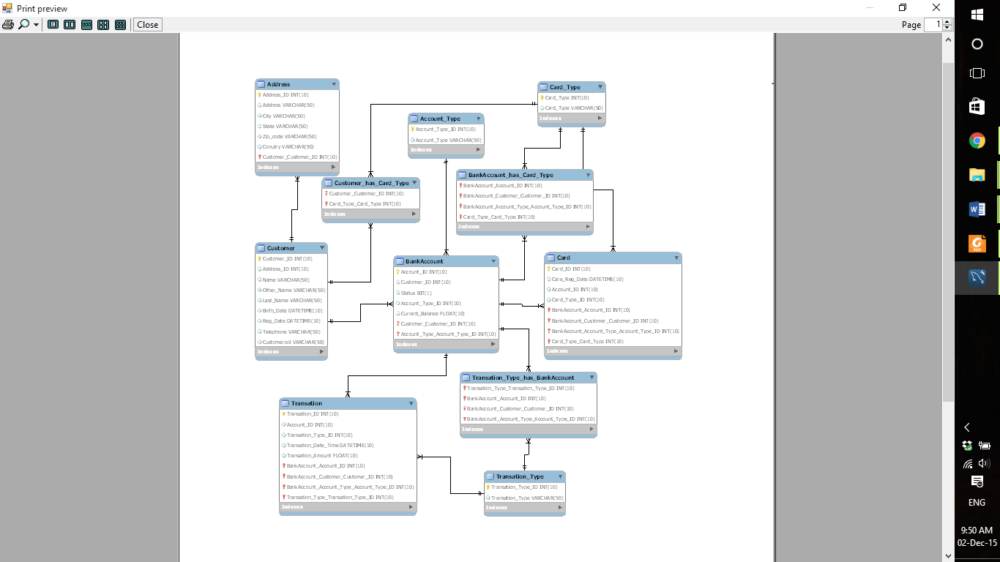 Print preview
Close
Page 1
Address
Address_ID INT(10)
Address VARCHAR(50)
City VARCHAR(50)
State VARCHAR(50)
Zip_code VARCHAR(50)
Conutry VARCHAR(50)
Customer_Customer_ID INT(10)
Indexes
Account_Type
Account_Type_ID INT(10)
Account_Type VARCHAR(50)
Indexes
Card_Type
Card_Type INT(10)
Card_Type VARCHAR(50)
Indexes
Customer_has_Card_Type
Customer_Customer_ID INT(10)
Card_Type_Card_Type INT(10)
Indexes
BankAccount_has_Card_Type
BankAccount_Account_ID INT(10)
BankAccount_Customer_Customer_ID INT(10)
BankAccount_Account_Type_Account_Type_ID INT(10)
Card_Type_Card_Type INT(10)
Indexes
Customer
Customer_ID INT(10)
Address_ID INT(10)
Name VARCHAR(50)
Other_Name VARCHAR(50)
Last_Name VARCHAR(50)
Birth_Date DATETIME(10)
Reg_Date DATETIME(10)
Telephone VARCHAR(50)
Customercol VARCHAR(50)
Indexes
BankAccount
Account_ID INT(10)
Customer_ID INT(10)
Status BIT(1)
Account_Type_ID INT(10)
Current_Balance FLOAT(10)
Customer_Customer_ID INT(10)
Account_Type_Account_Type_ID INT(10)
Indexes
Card
Card_ID INT(10)
Care_Reg_Date DATETIME(10)
Account_ID INT(10)
Card_Type_ID INT(10)
BankAccount_Account_ID INT(10)
BankAccount_Customer_Customer_ID INT(10)
BankAccount_Account_Type_Account_Type_ID INT(10)
Card_Type_Card_Type INT(10)
Indexes
Transation_Type_has_BankAccount
Transation_Type_Transation_Type_ID INT(10)
BankAccount_Account_ID INT(10)
BankAccount_Customer_Customer_ID INT(10)
BankAccount_Account_Type_Account_Type_ID INT(10)
Indexes
Transation
Transation_ID INT(10)
Account_ID INT(10)
Transation_Type_ID INT(10)
Transation_Date_Time DATETIME(10)
Transation_Amount FLOAT(10)
BankAccount_Account_ID INT(10)
BankAccount_Customer_Customer_ID INT(10)
BankAccount_Account_Type_Account_Type_ID INT(10)
Transation_Type_Transation_Type_ID INT(10)
Indexes
Transation_Type
Transation_Type_ID INT(10)
Transation_Type VARCHAR(50)
Indexes
PDF
ENG
9:50 AM
02-Dec-15